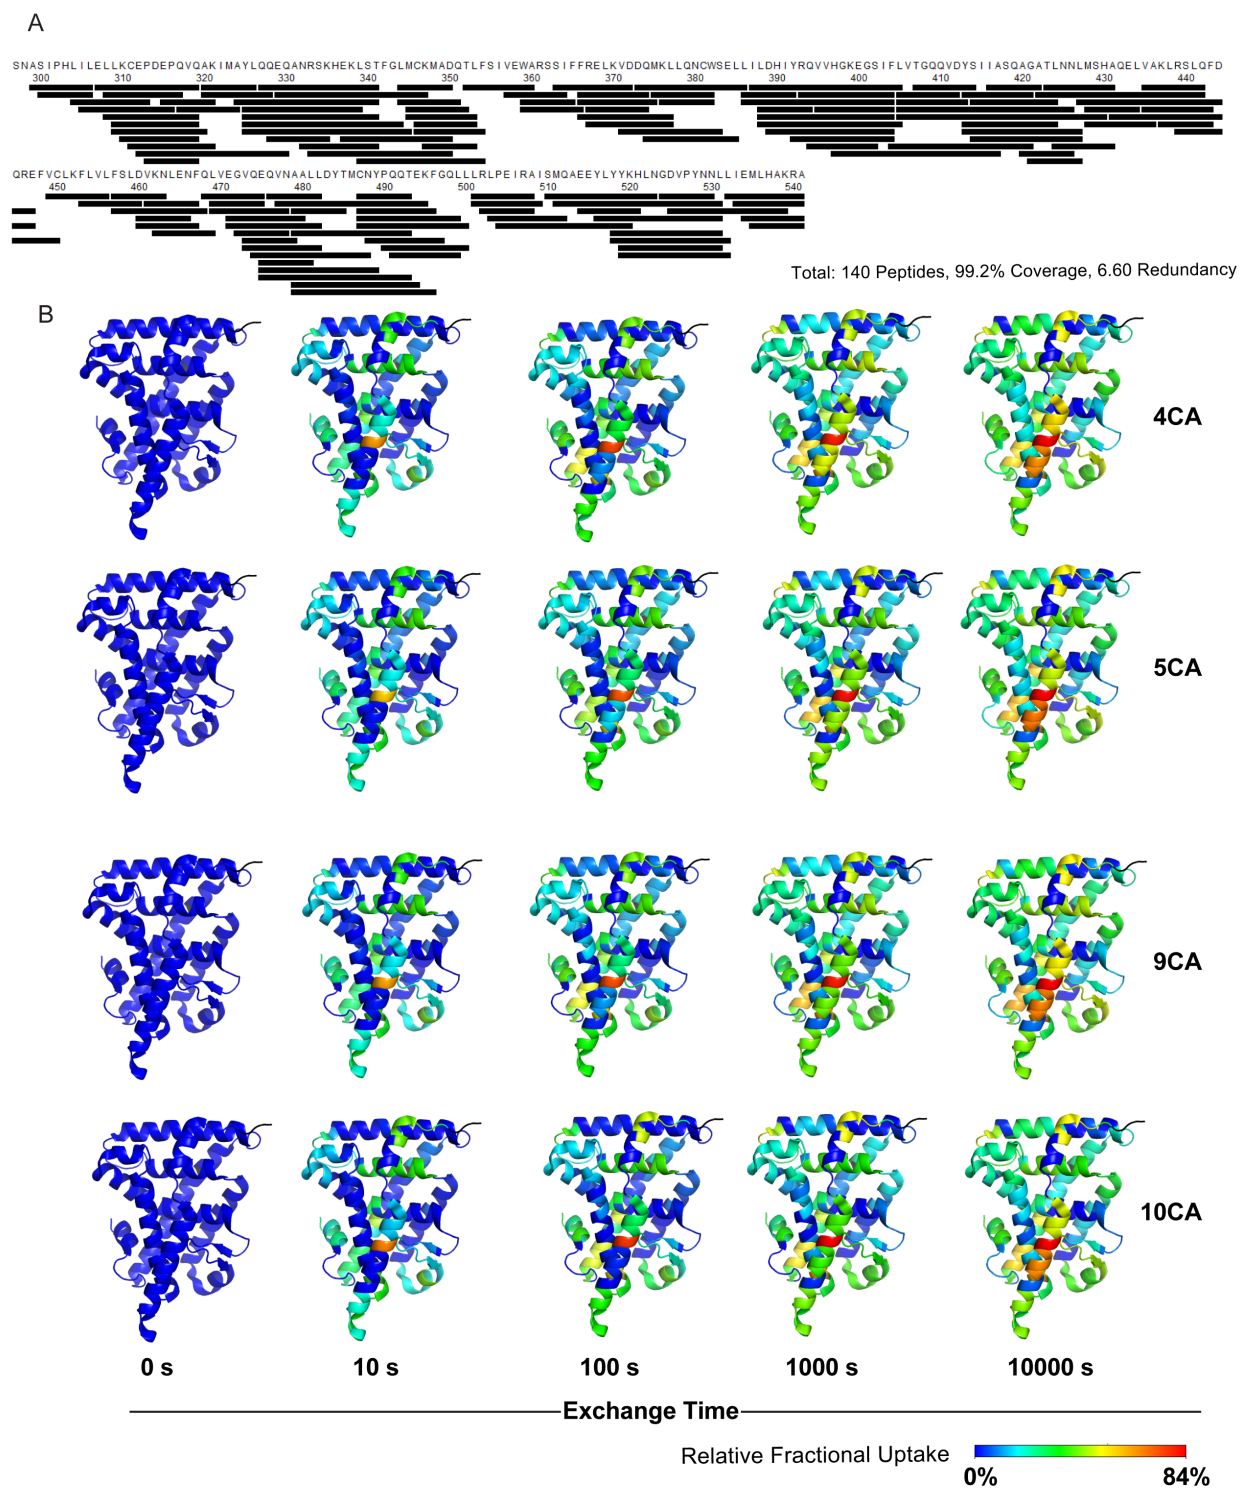 A
SNASIPHLILELLKCEPDEPQVQAKIMAYLQQEQANRSKHEKLSTFGLMCKMADQTLFSIVEWARSSIFFRELKVDDQMKLLQNCWSELLILDHIYRQVVHGKEGSIFLVTGQQVDYSIIASQAGATLNNLMSHAQELVAKLRSLQFD
300 310 320 330 340 350 360 370 380 390 400 410 420 430 440
QREFVCLKFLVLFSLDVKNLENFQLVEGVQEQVNAALLDYTMCNYPQQTEKFGQLLLRLPEIRAISMQAEEYLYYKHLNGDVPYNNLLIEMLHAKRA
450 460 470 480 490 500 510 520 530 540
Total: 140 Peptides, 99.2% Coverage, 6.60 Redundancy
B
4CA
5CA
9CA
10CA
0 s 10 s 100 s 1000 s 10000 s
Exchange Time
Relative Fractional Uptake
0% 84%